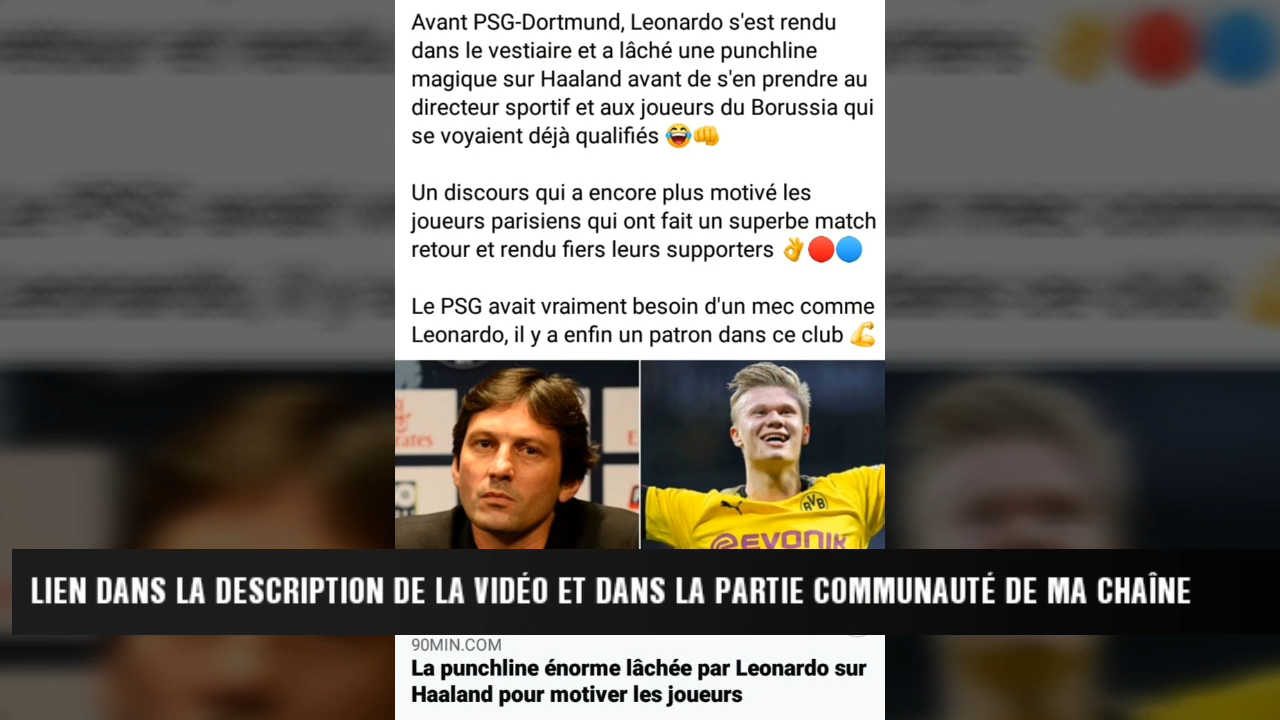 Avant PSG-Dortmund, Leonardo s'est rendu
dans le vestiaire et a lâché une punchline
magique sur Haaland avant de s'en prendre au
directeur sportif et aux joueurs du Borussia qui
se voyaient déjà qualifiés 😂👊
Un discours qui a encore plus motivé les
joueurs parisiens qui ont fait un superbe match
retour et rendu fiers leurs supporters 👌🔴🔵
Le PSG avait vraiment besoin d'un mec comme
Leonardo, il y a enfin un patron dans ce club 💪
BVB
EVONIK
LIEN DANS LA DESCRIPTION DE LA VIDÉO ET DANS LA PARTIE COMMUNAUTÉ DE MA CHAÎNE
90MIN.COM
La punchline énorme lâchée par Leonardo sur
Haaland pour motiver les joueurs